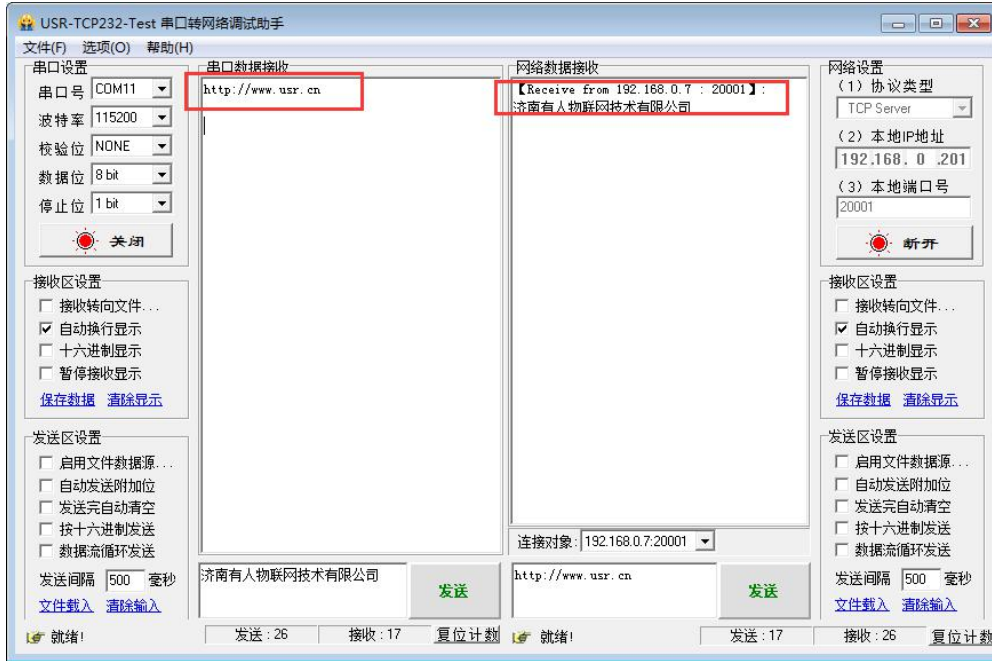 USR-TCP232-Test 串口转网络调试助手
文件(F) 选项(O) 帮助(H)
串口设置
串口号 COM11
波特率 115200
校验位 NONE
数据位 8 bit
停止位 1 bit
关闭
接收区设置
接收转向文件...
自动换行显示
十六进制显示
暂停接收显示
保存数据 清除显示
发送区设置
启用文件数据源...
自动发送附加位
发送完自动清空
按十六进制发送
数据流循环发送
发送间隔 500 毫秒
文件载入 清除输入
串口数据接收
http://www.usr.cn
济南有人物联网技术有限公司
发送
网络数据接收
【Receive from 192.168.0.7 : 20001】:
济南有人物联网技术有限公司
连接对象: 192.168.0.7:20001
http://www.usr.cn
发送
网络设置
(1) 协议类型
TCP Server
(2) 本地IP地址
192.168. 0 .201
(3) 本地端口号
20001
断开
接收区设置
接收转向文件...
自动换行显示
十六进制显示
暂停接收显示
保存数据 清除显示
发送区设置
启用文件数据源...
自动发送附加位
发送完自动清空
按十六进制发送
数据流循环发送
发送间隔 500 毫秒
文件载入 清除输入
就绪! 发送:26 接收:17 复位计数
就绪! 发送:17 接收:26 复位计数